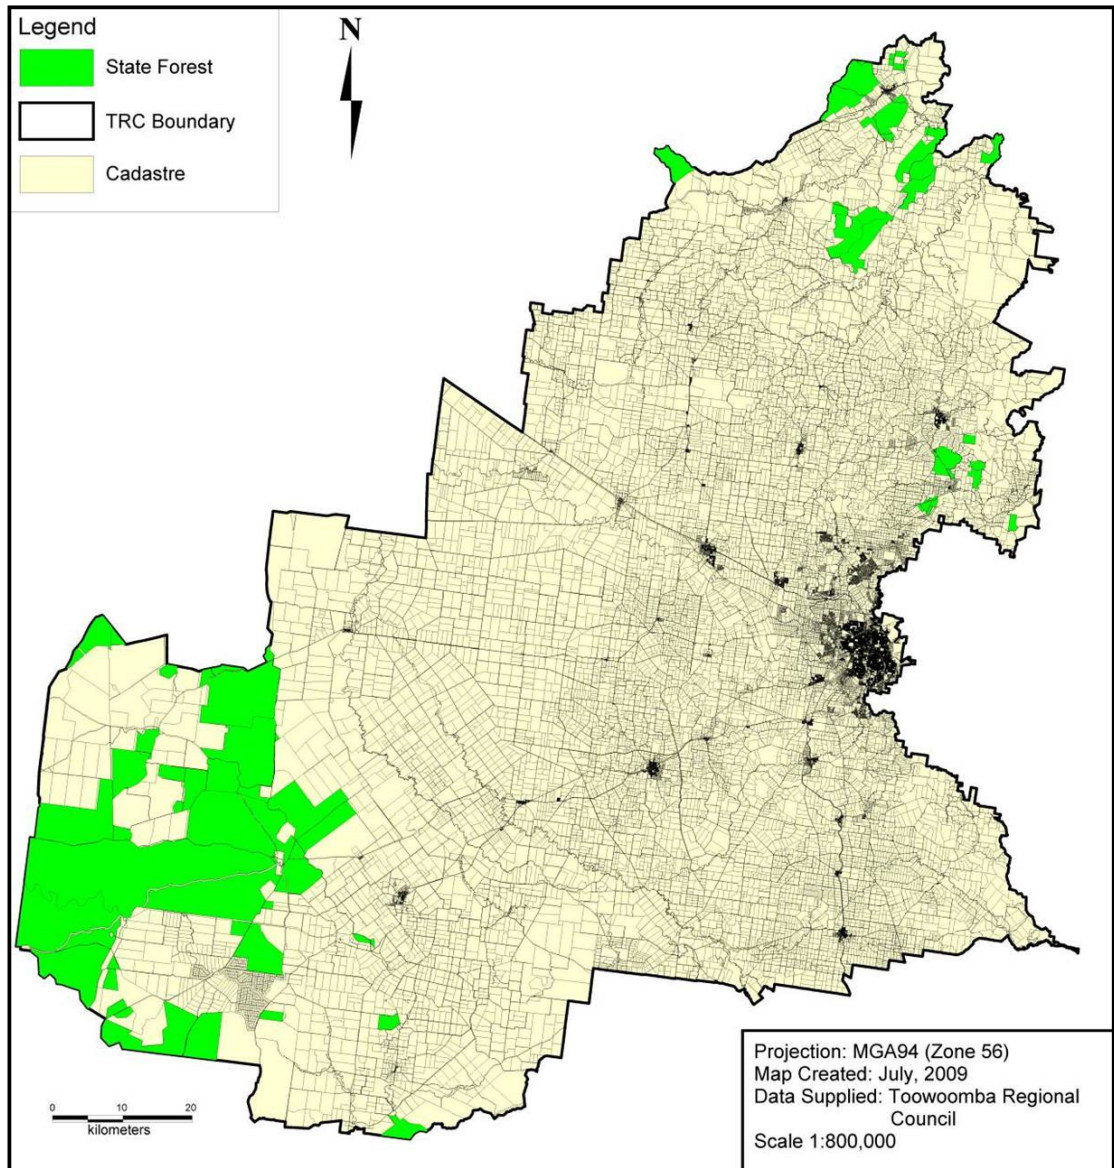 Legend
State Forest
TRC Boundary
Cadastre
N
0 10 20
kilometers
Projection: MGA94 (Zone 56)
Map Created: July, 2009
Data Supplied: Toowoomba Regional
Council
Scale 1:800,000